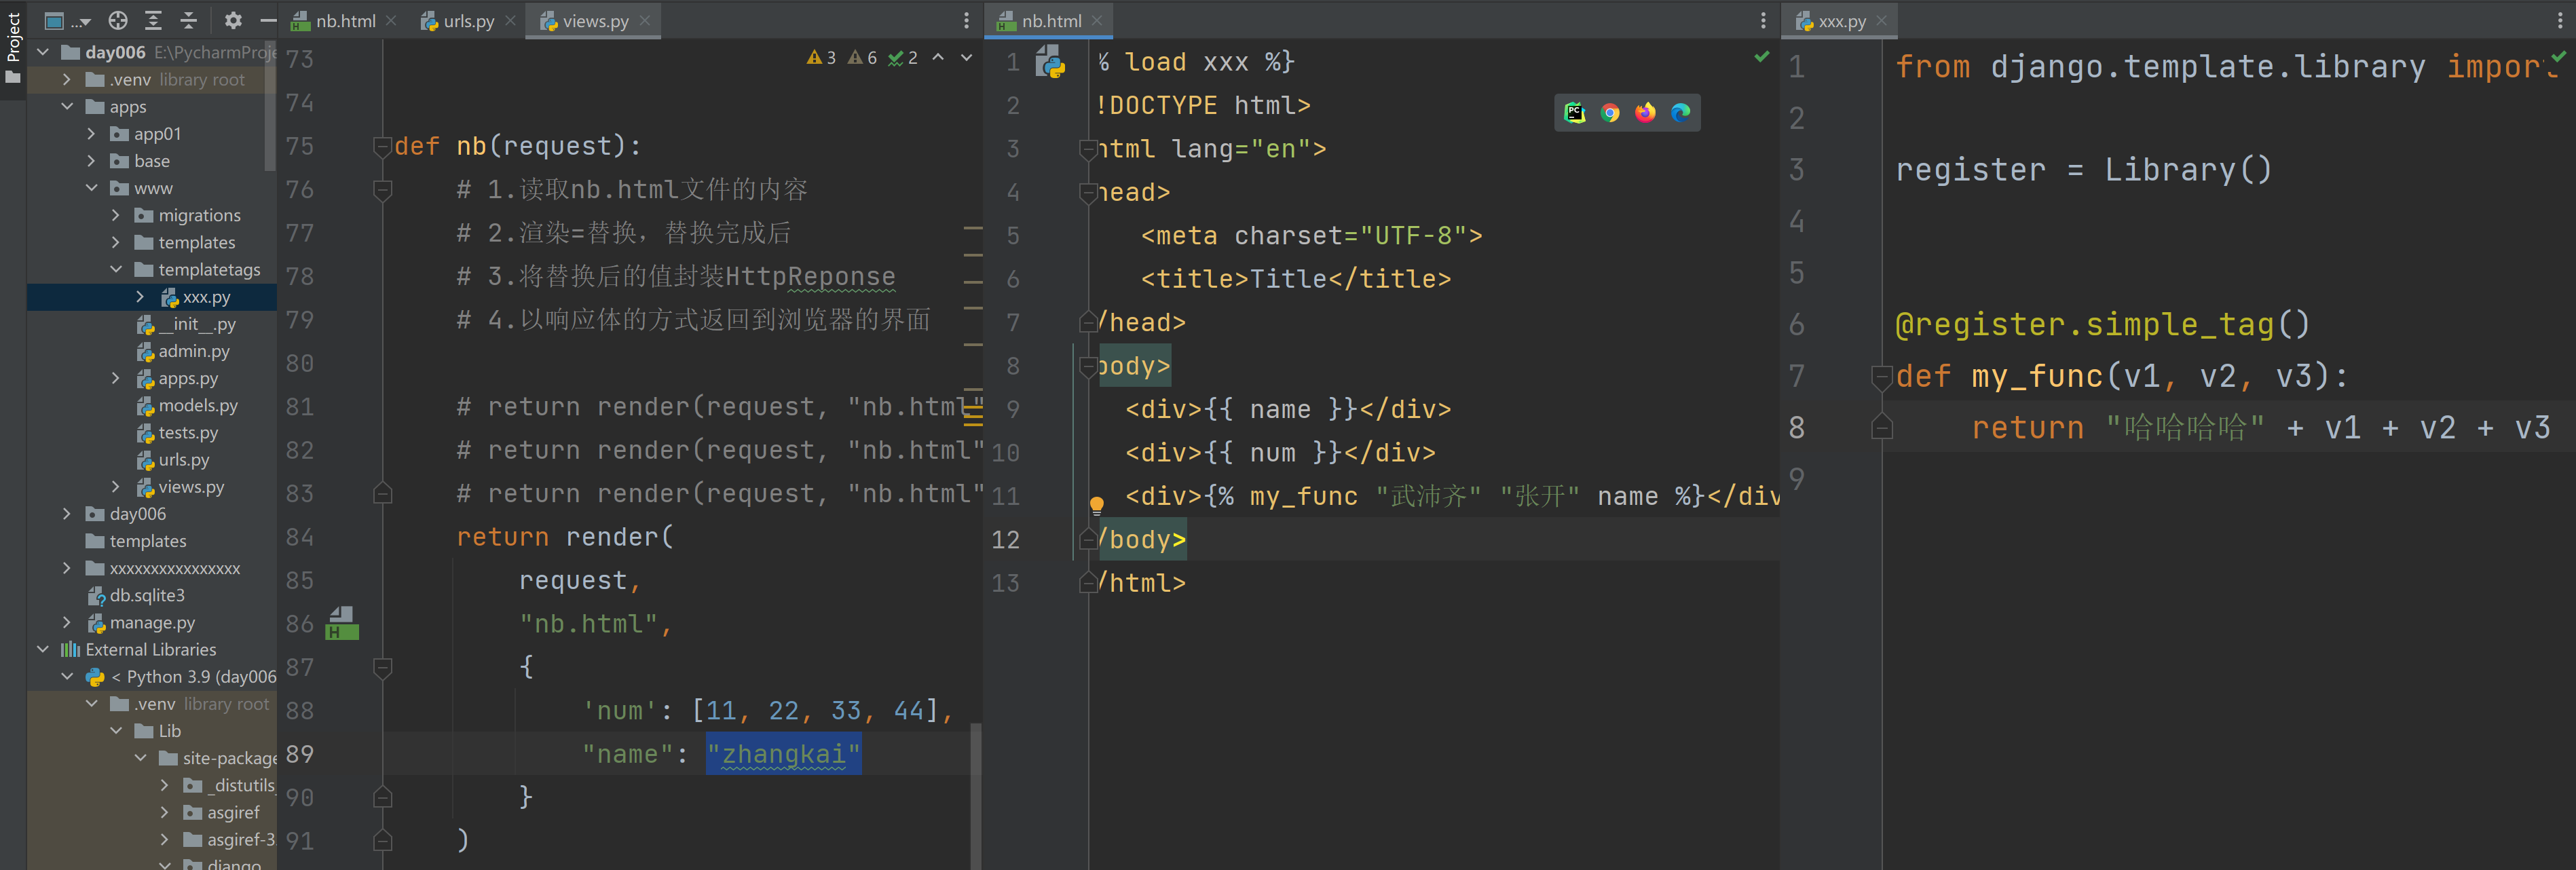 Project
...
day006 E:\PycharmProj
.venv library root
apps
app01
base
www
migrations
templates
templatetags
xxx.py
__init__.py
admin.py
apps.py
models.py
tests.py
urls.py
views.py
day006
templates
xxxxxxxxxxxxxxxx
db.sqlite3
manage.py
External Libraries
< Python 3.9 (day006
.venv library root
Lib
site-package
_distutils_
asgiref
asgiref-3
django
nb.html
urls.py
views.py
3 6 2
73
74
75 def nb(request):
76 # 1.读取nb.html文件的内容
77 # 2.渲染=替换，替换完成后
78 # 3.将替换后的值封装HttpReponse
79 # 4.以响应体的方式返回到浏览器的界面
80
81 # return render(request, "nb.html"
82 # return render(request, "nb.html"
83 # return render(request, "nb.html"
84 return render(
85 request,
86 "nb.html",
87 {
88 'num': [11, 22, 33, 44],
89 "name": "zhangkai"
90 }
91 )
nb.html
1 % load xxx %}
2 !DOCTYPE html>
3 html lang="en">
4 head>
5 <meta charset="UTF-8">
6 <title>Title</title>
7 /head>
8 body>
9 <div>{{ name }}</div>
10 <div>{{ num }}</div>
11 <div>{% my_func "武沛齐" "张开" name %}</div
12 /body>
13 /html>
xxx.py
1 from django.template.library import
2
3 register = Library()
4
5
6 @register.simple_tag()
7 def my_func(v1, v2, v3):
8 return "哈哈哈哈" + v1 + v2 + v3
9